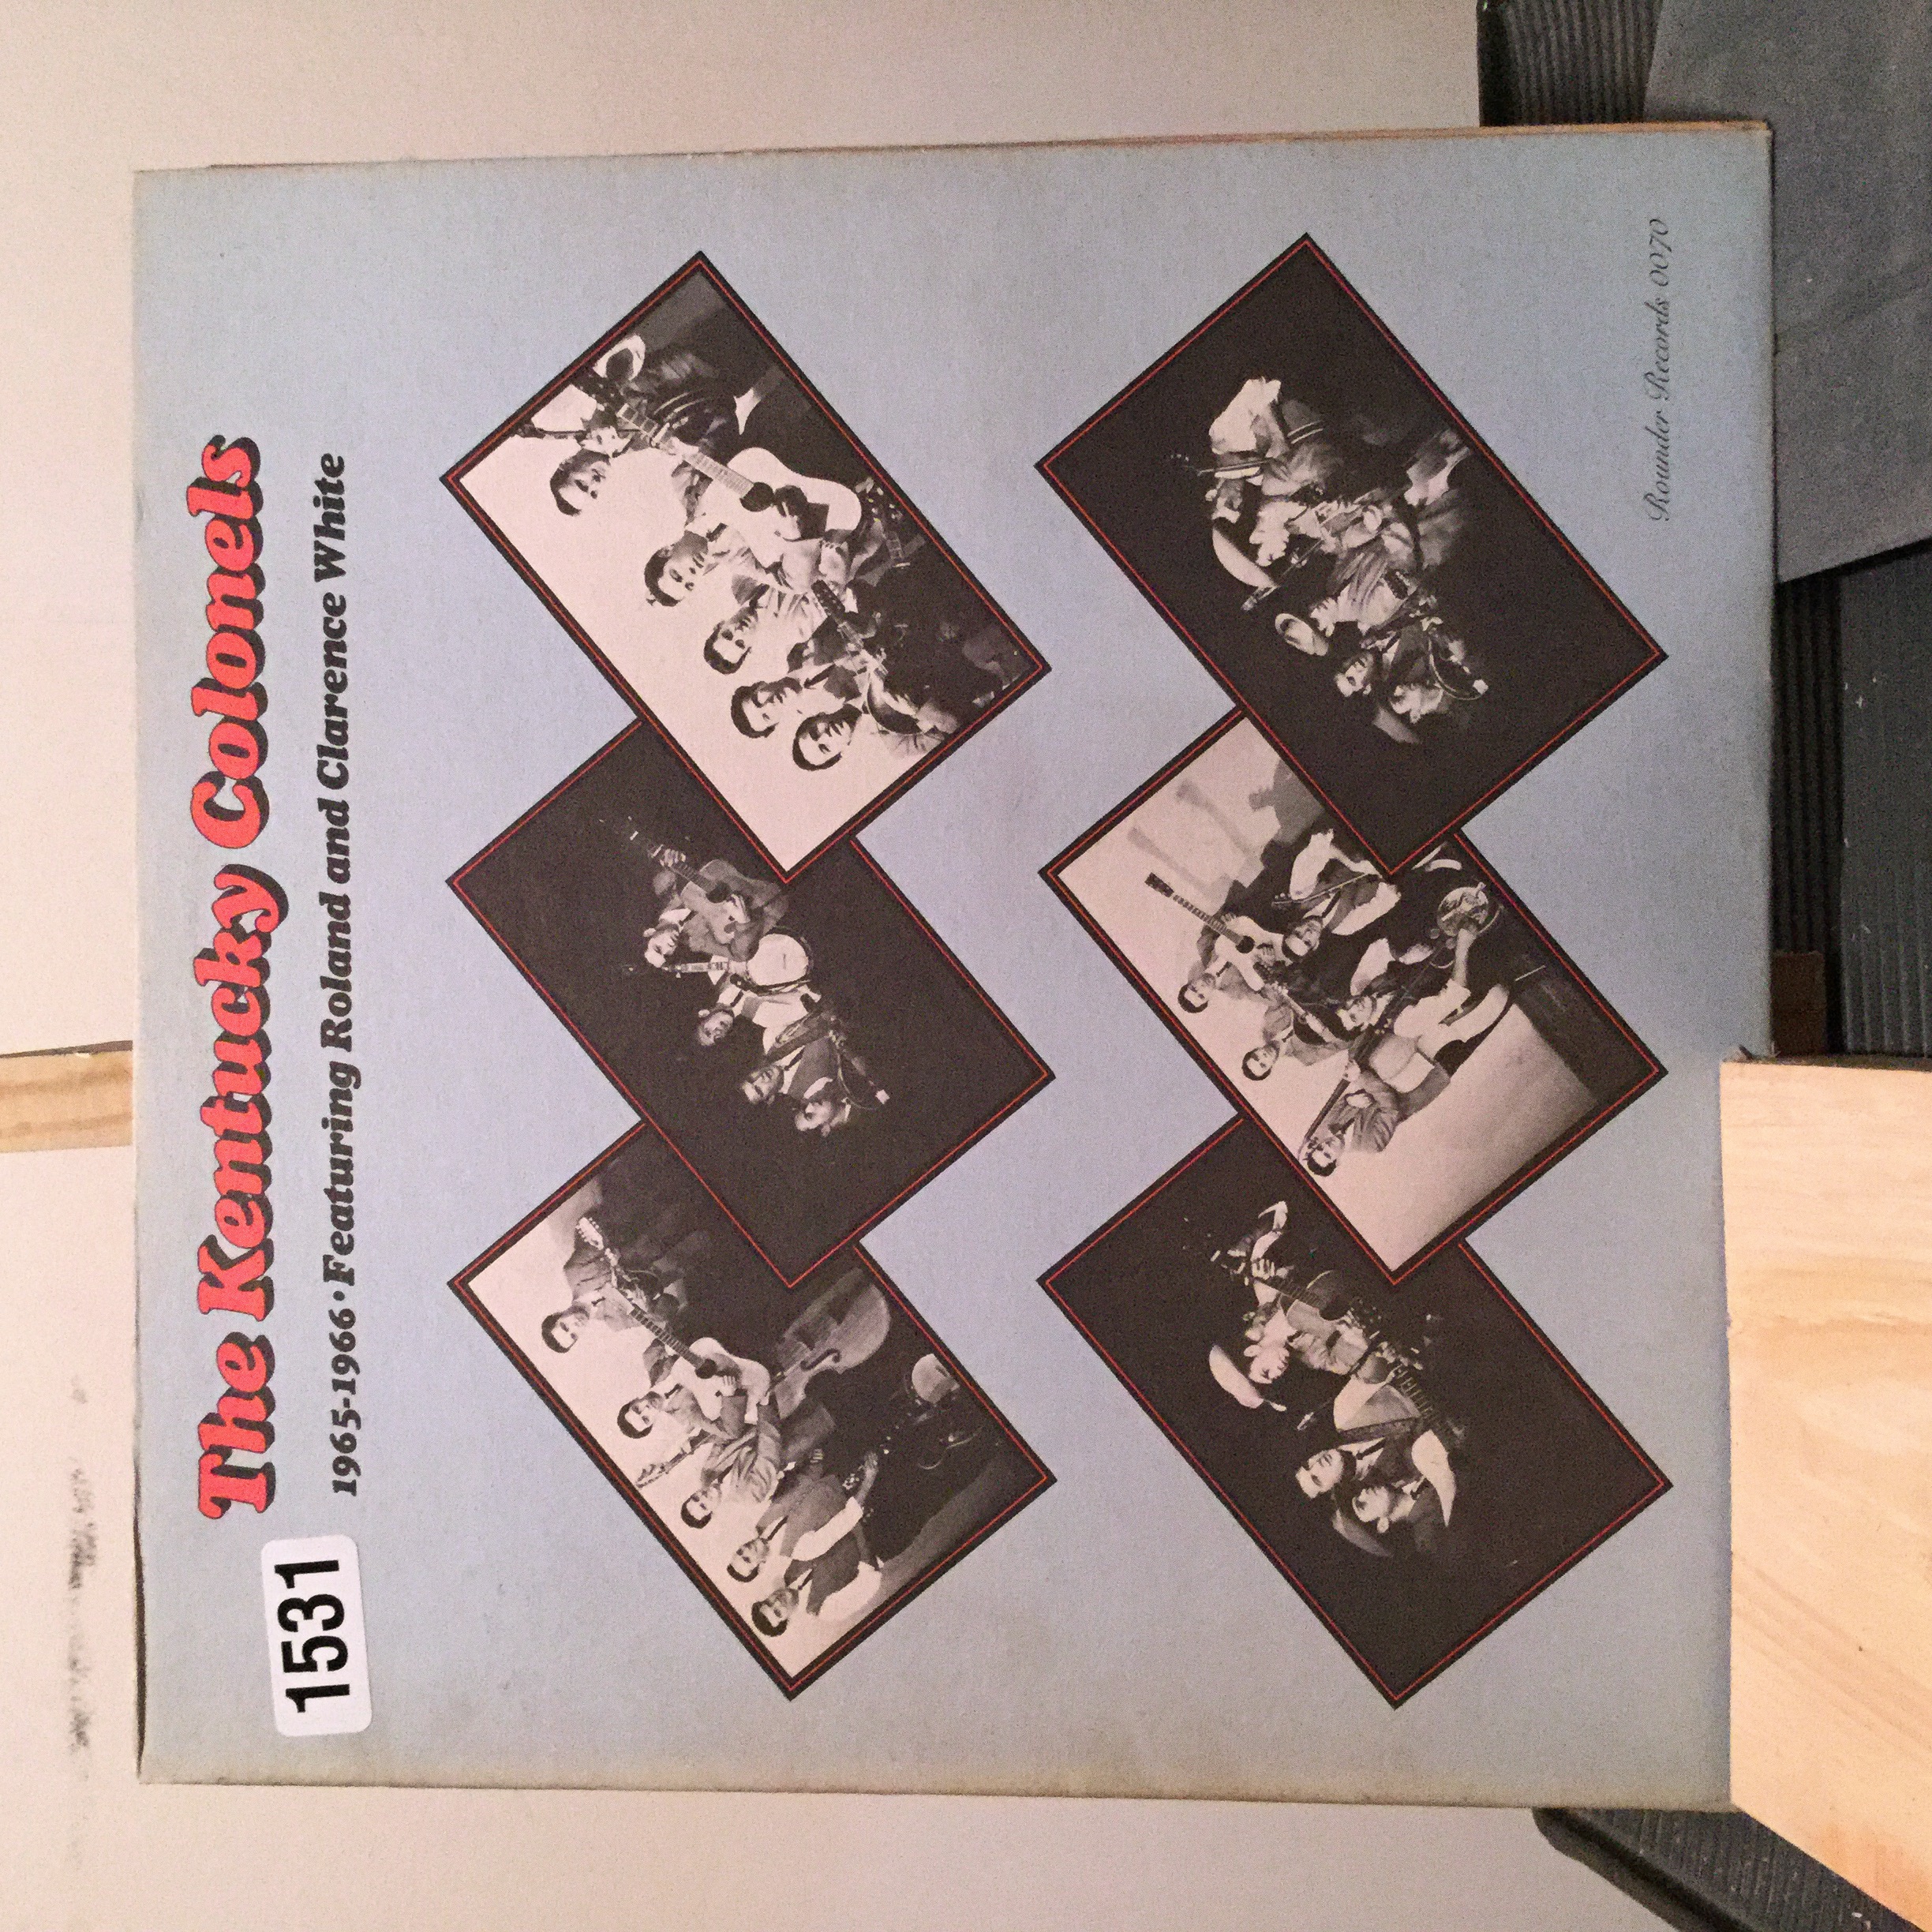 The Kentucky Colonels
1965-1966 • Featuring Roland and Clarence White
1531
Rounder Records 0070